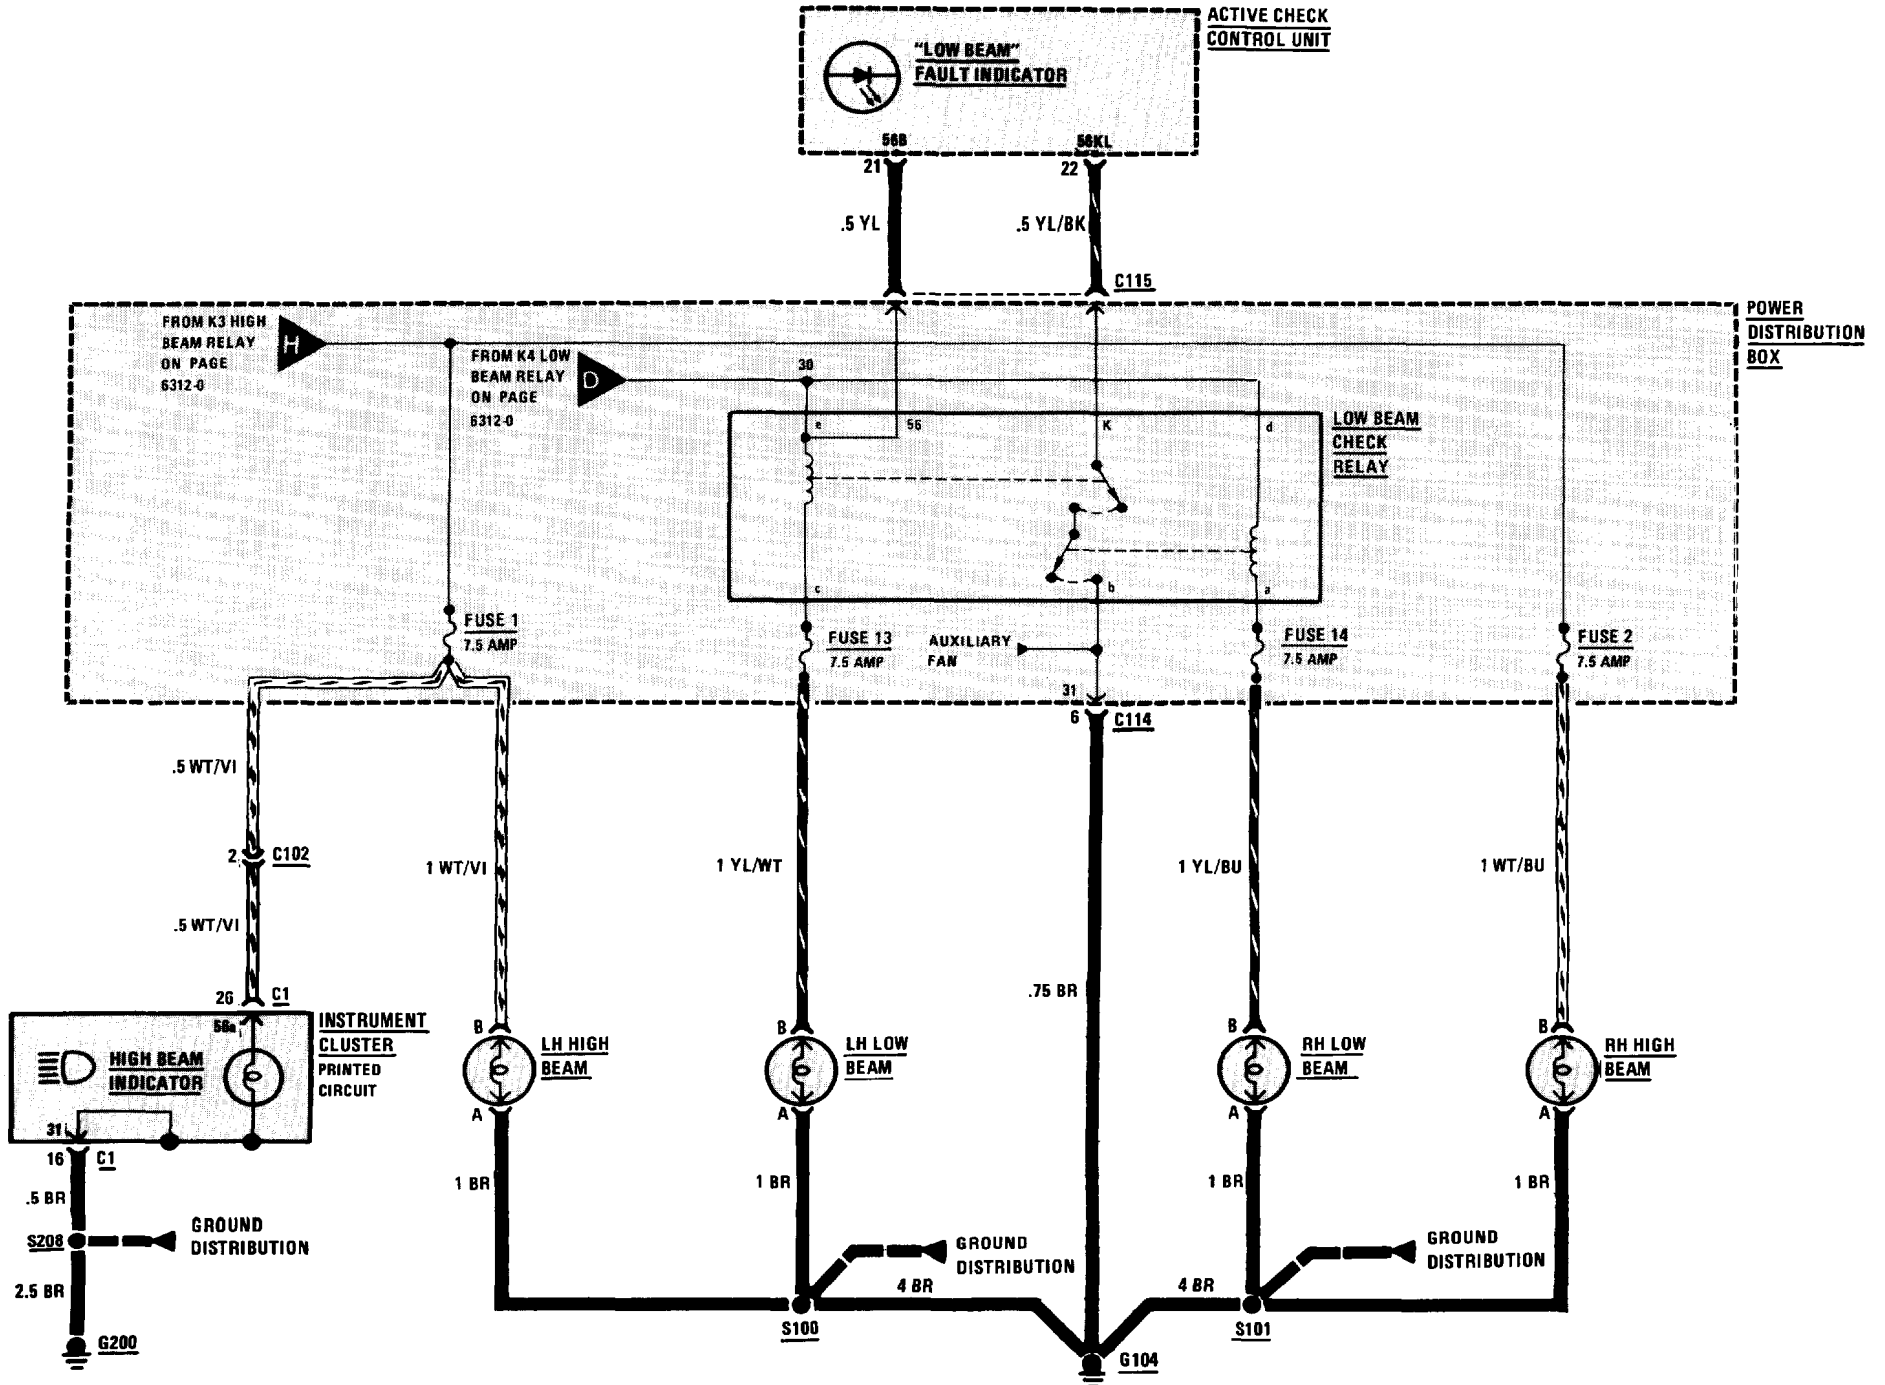 ACTIVE CHECK
CONTROL UNIT
"LOW BEAM"
FAULT INDICATOR
56B
56KL
21
22
.5 YL
.5 YL/BK
C115
POWER
DISTRIBUTION
BOX
FROM K3 HIGH
BEAM RELAY
ON PAGE
6312-0
H
FROM K4 LOW
BEAM RELAY
ON PAGE
6312-0
D
30
e
56
K
d
LOW BEAM
CHECK
RELAY
c
b
a
FUSE 1
7.5 AMP
FUSE 13
7.5 AMP
AUXILIARY
FAN
FUSE 14
7.5 AMP
FUSE 2
7.5 AMP
31
6
C114
.5 WT/VI
2
C102
1 WT/VI
1 YL/WT
1 YL/BU
1 WT/BU
.5 WT/VI
.75 BR
26
C1
56a
INSTRUMENT
CLUSTER
PRINTED
CIRCUIT
HIGH BEAM
INDICATOR
31
16
C1
B
LH HIGH
BEAM
A
B
LH LOW
BEAM
A
B
RH LOW
BEAM
A
B
RH HIGH
BEAM
A
.5 BR
1 BR
1 BR
1 BR
1 BR
S208
GROUND
DISTRIBUTION
GROUND
DISTRIBUTION
GROUND
DISTRIBUTION
2.5 BR
4 BR
4 BR
S100
S101
G200
G104